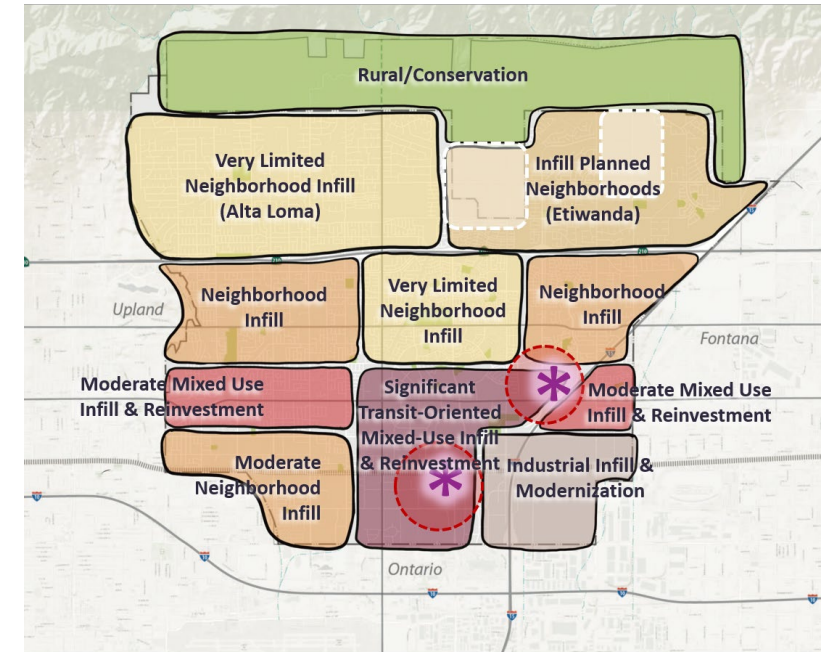 Rural/Conservation
Very Limited
Neighborhood Infill
(Alta Loma)
Infill Planned
Neighborhoods
(Etiwanda)
Neighborhood
Infill
Very Limited
Neighborhood
Infill
Neighborhood
Infill
Upland
Fontana
Moderate Mixed Use
Infill & Reinvestment
Significant
Transit-Oriented
Mixed-Use Infill
& Reinvestment
Moderate Mixed Use
Infill & Reinvestment
Moderate
Neighborhood
Infill
Industrial Infill &
Modernization
Ontario